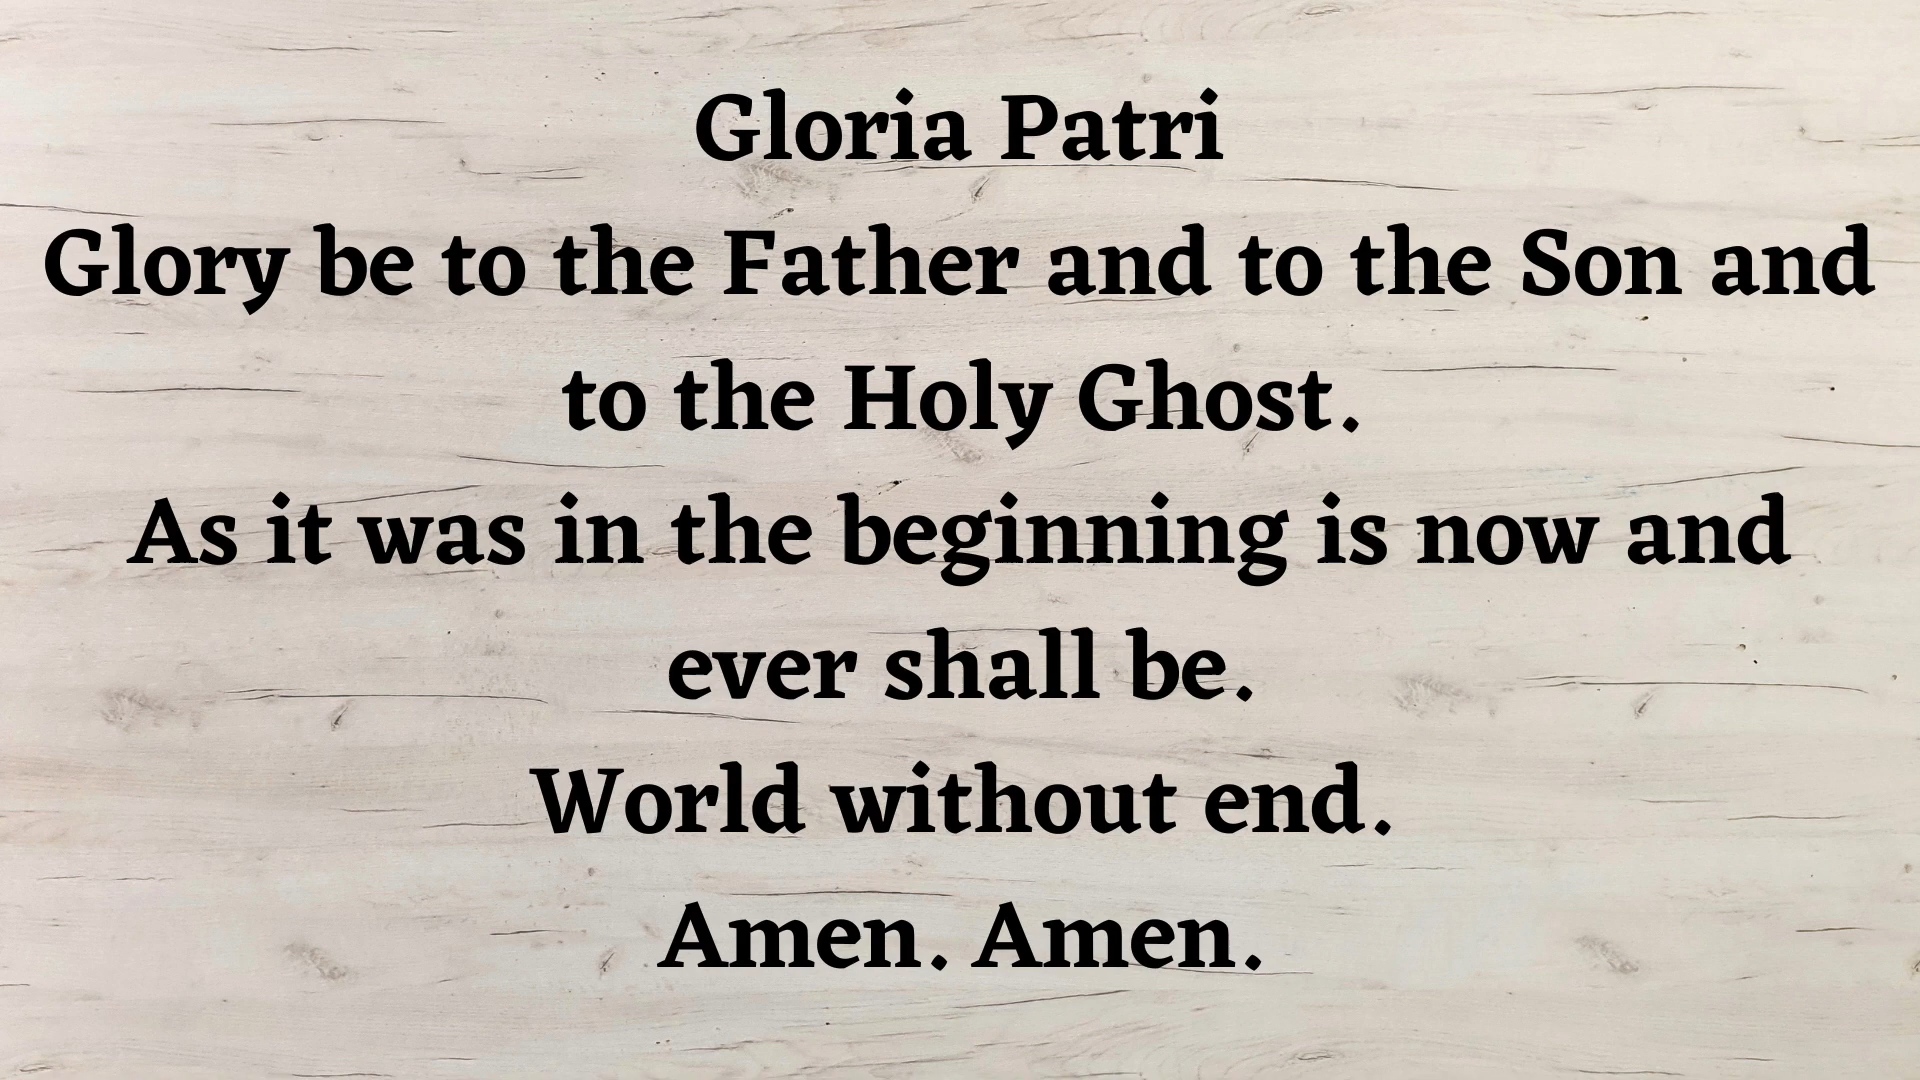 Gloria Patri
Glory be to the Father and to the Son and
to the Holy Ghost.
As it was in the beginning is now and
ever shall be.
World without end.
Amen. Amen.